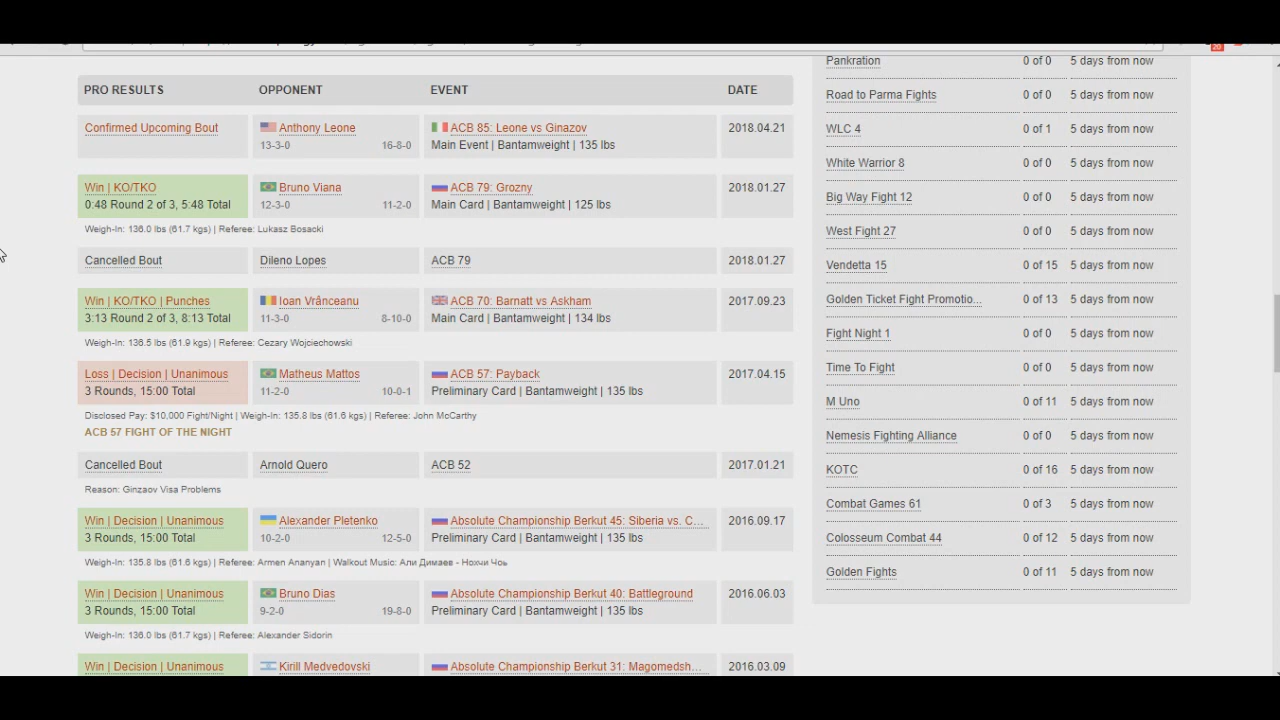 20
PRO RESULTS OPPONENT EVENT DATE
Confirmed Upcoming Bout Anthony Leone ACB 85: Leone vs Ginazov 2018.04.21
13-3-0 16-8-0 Main Event | Bantamweight | 135 lbs
Win | KO/TKO Bruno Viana ACB 79: Grozny 2018.01.27
0:48 Round 2 of 3, 5:48 Total 12-3-0 11-2-0 Main Card | Bantamweight | 125 lbs
Weigh-In: 136.0 lbs (61.7 kgs) | Referee: Lukasz Bosacki
Cancelled Bout Dileno Lopes ACB 79 2018.01.27
Win | KO/TKO | Punches Ioan Vrânceanu ACB 70: Barnatt vs Askham 2017.09.23
3:13 Round 2 of 3, 8:13 Total 11-3-0 8-10-0 Main Card | Bantamweight | 134 lbs
Weigh-In: 136.5 lbs (61.9 kgs) | Referee: Cezary Wojciechowski
Loss | Decision | Unanimous Matheus Mattos ACB 57: Payback 2017.04.15
3 Rounds, 15:00 Total 11-2-0 10-0-1 Preliminary Card | Bantamweight | 135 lbs
Disclosed Pay: $10,000 Fight/Night | Weigh-In: 135.8 lbs (61.6 kgs) | Referee: John McCarthy
ACB 57 FIGHT OF THE NIGHT
Cancelled Bout Arnold Quero ACB 52 2017.01.21
Reason: Ginzaov Visa Problems
Win | Decision | Unanimous Alexander Pletenko Absolute Championship Berkut 45: Siberia vs. C... 2016.09.17
3 Rounds, 15:00 Total 10-2-0 12-5-0 Preliminary Card | Bantamweight | 135 lbs
Weigh-In: 135.8 lbs (61.6 kgs) | Referee: Armen Ananyan | Walkout Music: Али Димаев - Нохчи Чоь
Win | Decision | Unanimous Bruno Dias Absolute Championship Berkut 40: Battleground 2016.06.03
3 Rounds, 15:00 Total 9-2-0 19-8-0 Preliminary Card | Bantamweight | 135 lbs
Weigh-In: 136.0 lbs (61.7 kgs) | Referee: Alexander Sidorin
Win | Decision | Unanimous Kirill Medvedovski Absolute Championship Berkut 31: Magomedsh... 2016.03.09
Pankration 0 of 0 5 days from now
Road to Parma Fights 0 of 0 5 days from now
WLC 4 0 of 1 5 days from now
White Warrior 8 0 of 0 5 days from now
Big Way Fight 12 0 of 0 5 days from now
West Fight 27 0 of 0 5 days from now
Vendetta 15 0 of 15 5 days from now
Golden Ticket Fight Promotio... 0 of 13 5 days from now
Fight Night 1 0 of 0 5 days from now
Time To Fight 0 of 0 5 days from now
M Uno 0 of 11 5 days from now
Nemesis Fighting Alliance 0 of 0 5 days from now
KOTC 0 of 16 5 days from now
Combat Games 61 0 of 3 5 days from now
Colosseum Combat 44 0 of 12 5 days from now
Golden Fights 0 of 11 5 days from now